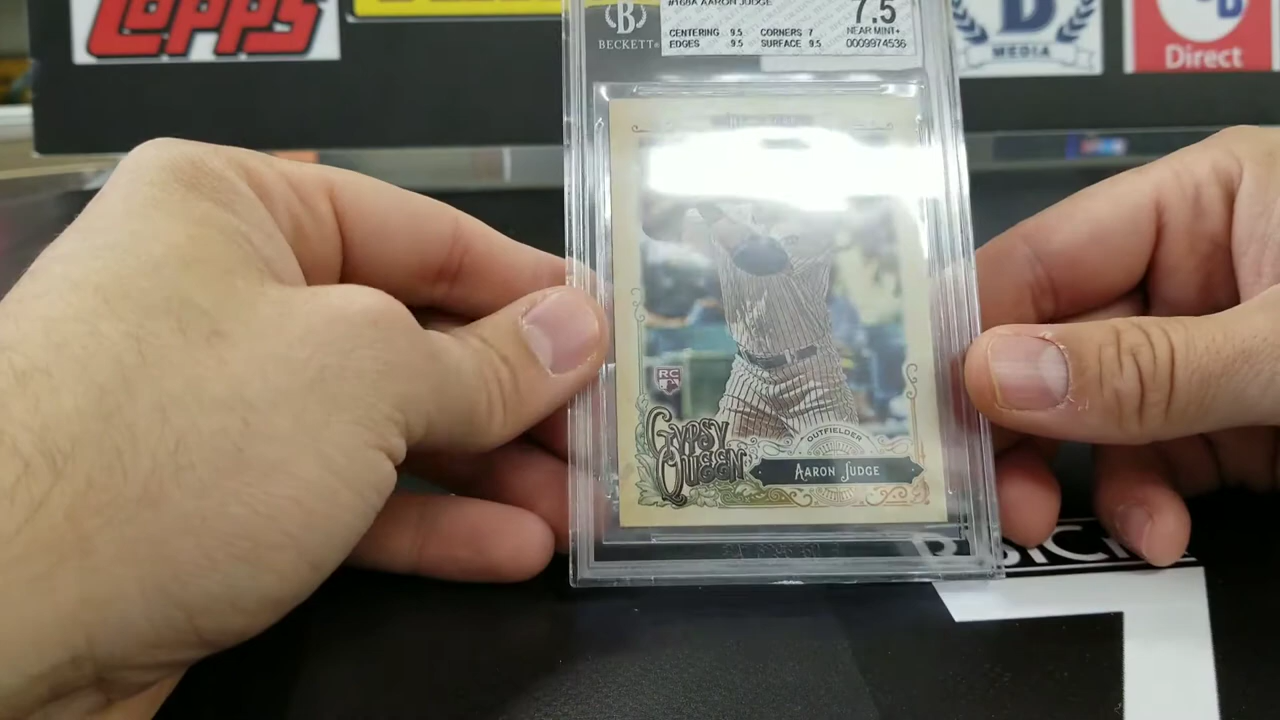 TOPPS
#168A AARON JUDGE
7.5
CENTERING 9.5 CORNERS 7
NEAR MINT+
EDGES 9.5 SURFACE 9.5
0009974536
B
BECKETT
B
MEDIA
Direct
RC
GYPSY
QUEEN
OUTFIELDER
AARON JUDGE
7